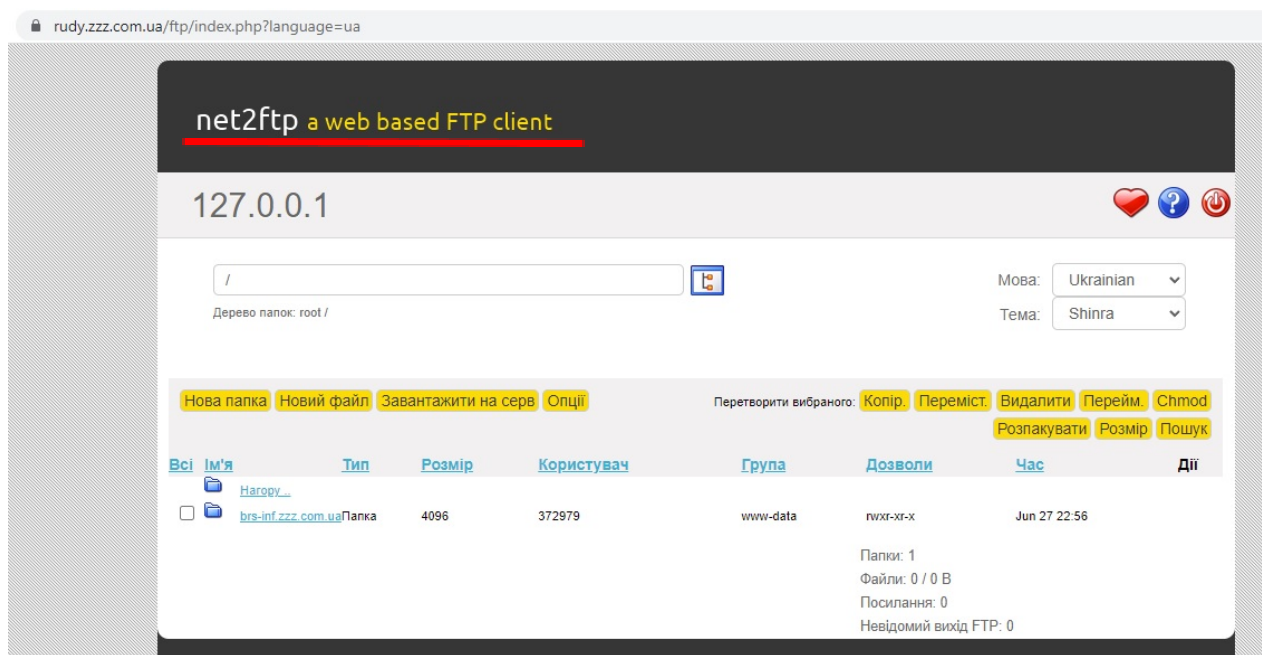 rudy.zzz.com.ua/ftp/index.php?language=ua
net2ftp a web based FTP client
127.0.0.1
/
Мова: Ukrainian
Дерево папок: root /
Тема: Shinra
Нова папка Новий файл Завантажити на серв Опції Перетворити вибраного: Копір. Переміст. Видалити Перейм. Chmod
Розпакувати Розмір Пошук
Всі Ім'я Тип Розмір Користувач Група Дозволи Час Дії
Нагору ..
brs-inf.zzz.com.ua Папка 4096 372979 www-data rwxr-xr-x Jun 27 22:56
Папки: 1
Файли: 0 / 0 B
Посилання: 0
Невідомий вихід FTP: 0